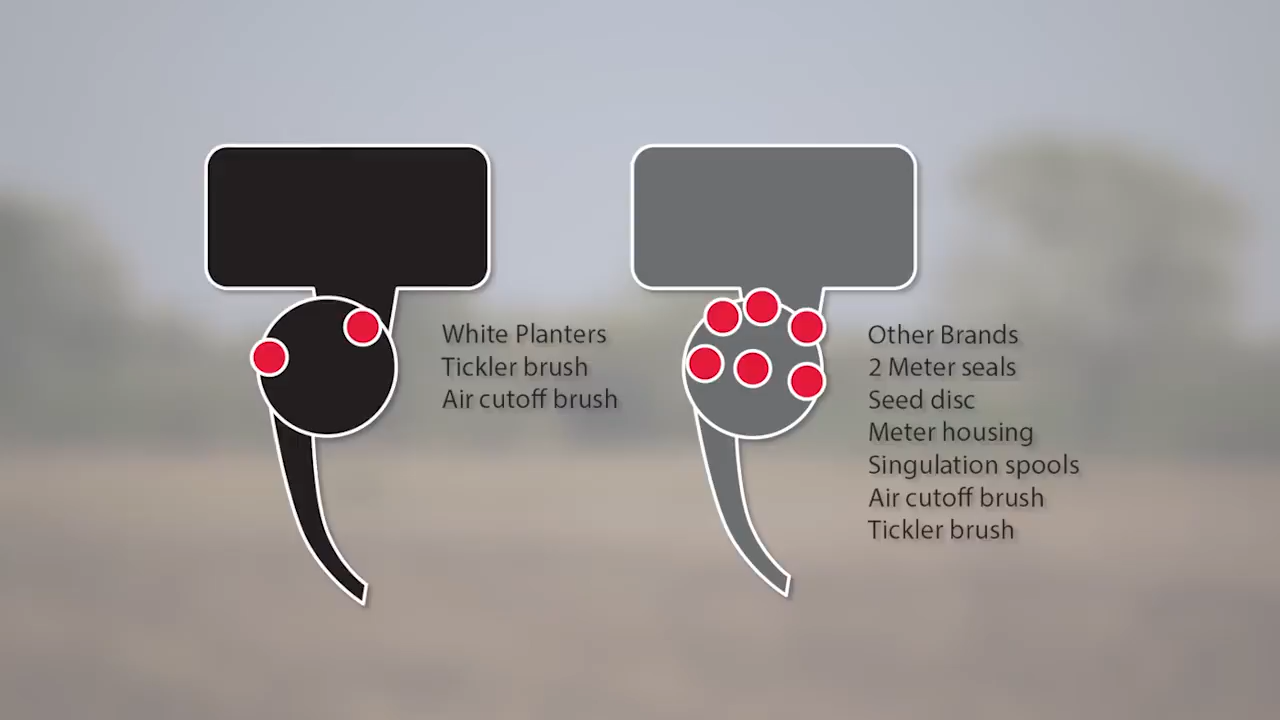 White Planters
Tickler brush
Air cutoff brush
Other Brands
2 Meter seals
Seed disc
Meter housing
Singulation spools
Air cutoff brush
Tickler brush